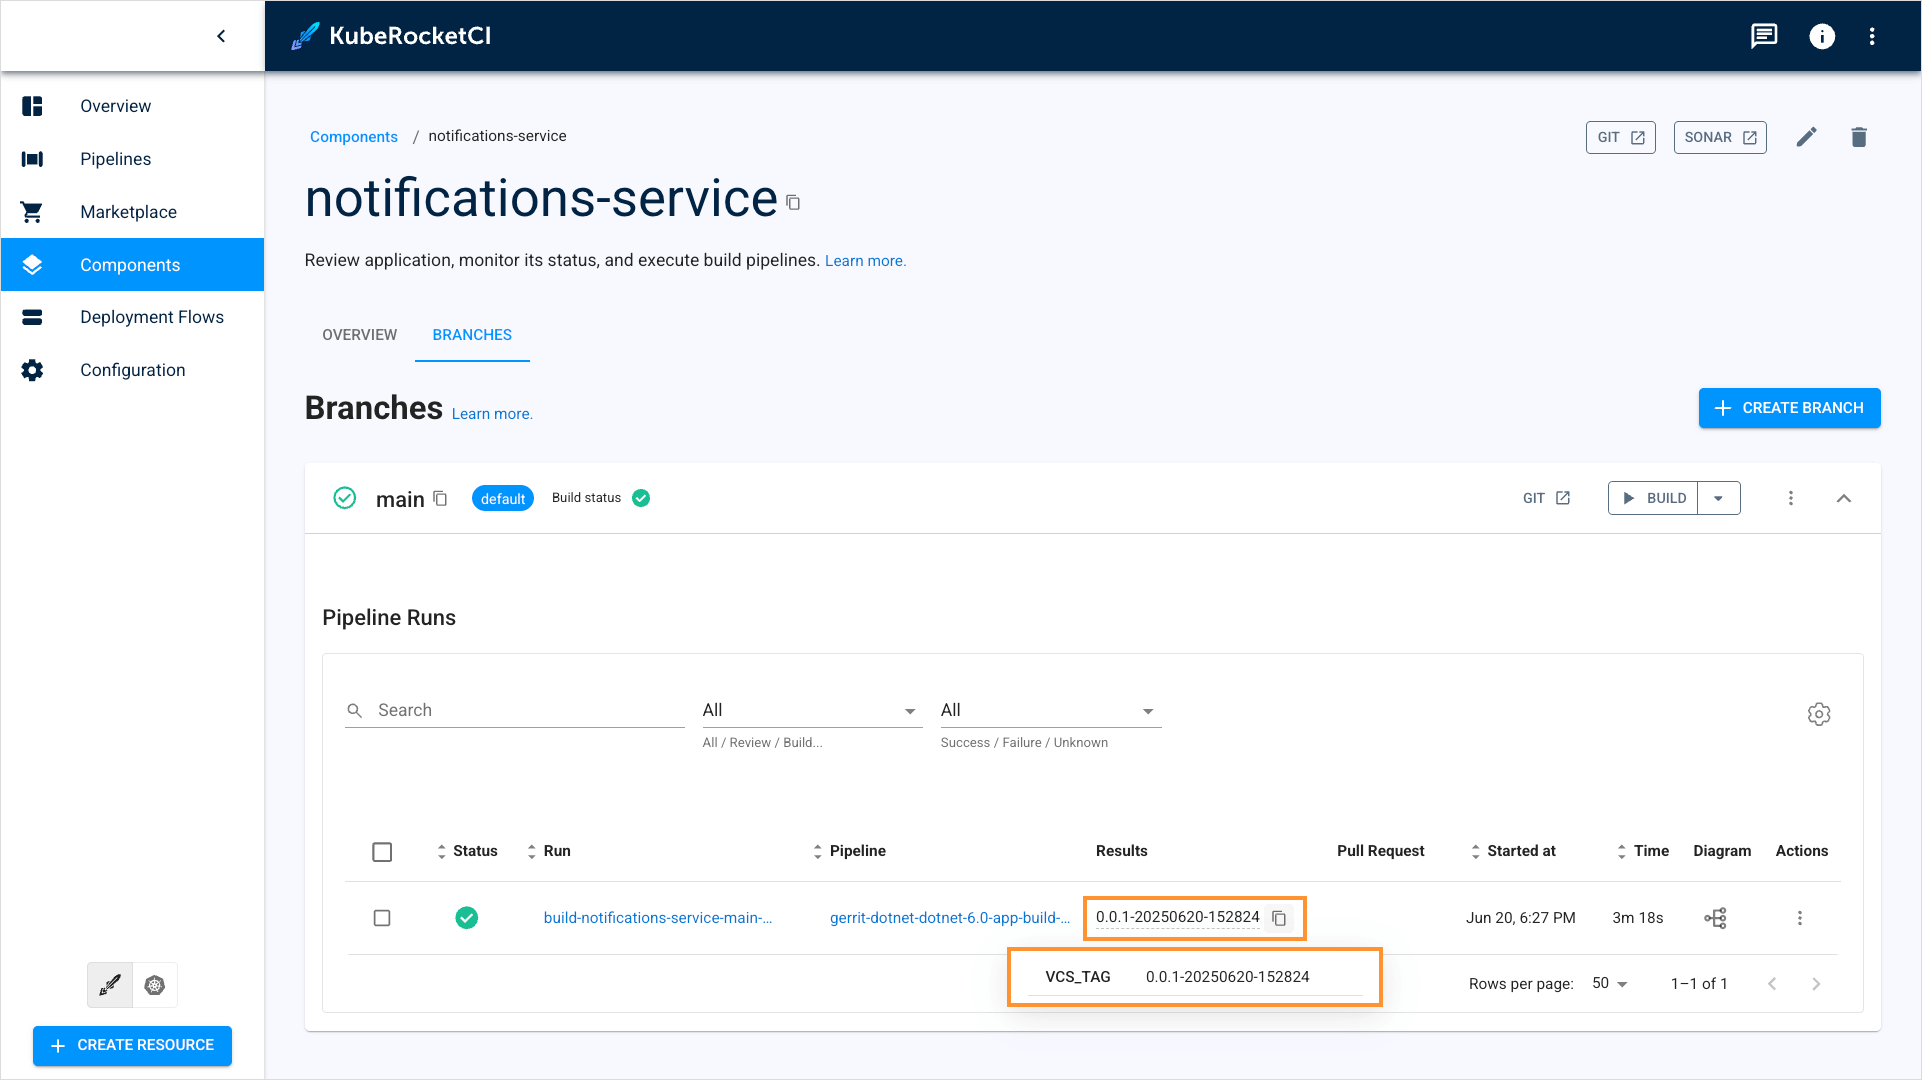 KubeRocketCI
Overview
Pipelines
Marketplace
Components
Deployment Flows
Configuration
CREATE RESOURCE
Components / notifications-service
GIT
SONAR
notifications-service
Review application, monitor its status, and execute build pipelines. Learn more.
OVERVIEW
BRANCHES
Branches Learn more.
CREATE BRANCH
main default Build status
GIT
BUILD
Pipeline Runs
Search
All
All
All / Review / Build...
Success / Failure / Unknown
Status Run Pipeline Results Pull Request Started at Time Diagram Actions
build-notifications-service-main-... gerrit-dotnet-dotnet-6.0-app-build-... 0.0.1-20250620-152824 Jun 20, 6:27 PM 3m 18s
VCS_TAG 0.0.1-20250620-152824
Rows per page: 50 1–1 of 1